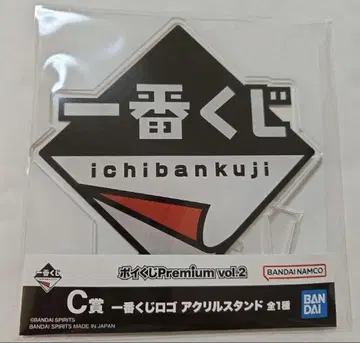 一番くじ
ichibankuji
一番くじ
ポイくじPremium vol.2
BANDAI NAMCO
C賞 一番くじロゴ アクリルスタンド 全1種
BANDAI
©BANDAI SPIRITS
BANDAI SPIRITS MADE IN JAPAN